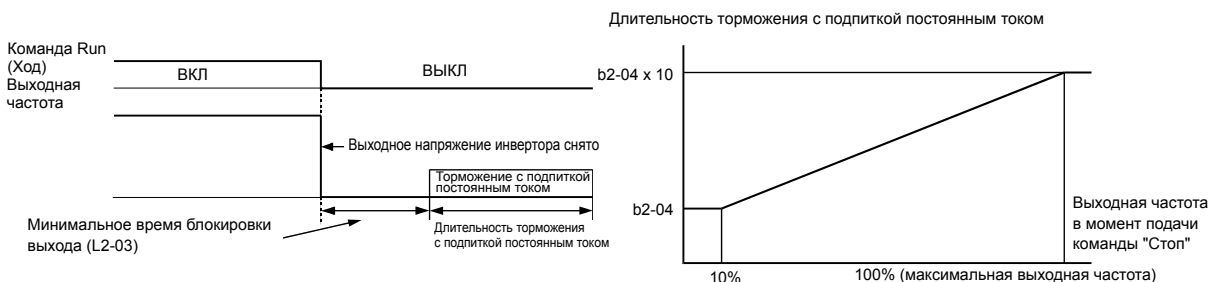 Команда Run
(Ход)
Выходная
частота
ВКЛ
ВЫКЛ
Выходное напряжение инвертора снято
Торможение с подпиткой
постоянным током
Минимальное время блокировки
выхода (L2-03)
Длительность торможения
с подпиткой постоянным током
Длительность торможения с подпиткой постоянным током
b2-04 x 10
b2-04
Выходная частота
в момент подачи
команды "Стоп"
10%
100% (максимальная выходная частота)